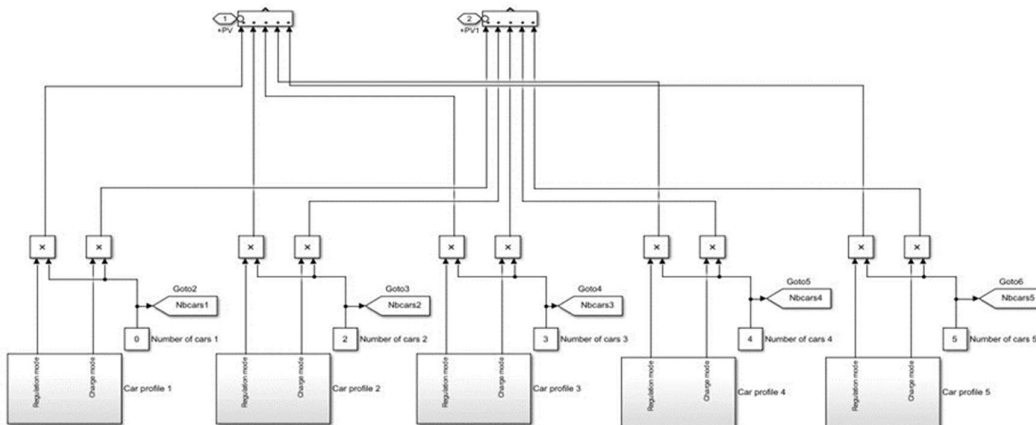 1
2
+PV
+PV1
×
×
×
×
×
×
×
×
×
×
Goto2
Goto3
Goto4
Goto5
Goto6
Nbcars1
Nbcars2
Nbcars3
Nbcars4
Nbcars5
0
Number of cars 1
2
Number of cars 2
3
Number of cars 3
4
Number of cars 4
5
Number of cars 5
Regulation mode
Charge mode
Car profile 1
Regulation mode
Charge mode
Car profile 2
Regulation mode
Charge mode
Car profile 3
Regulation mode
Charge mode
Car profile 4
Regulation mode
Charge mode
Car profile 5